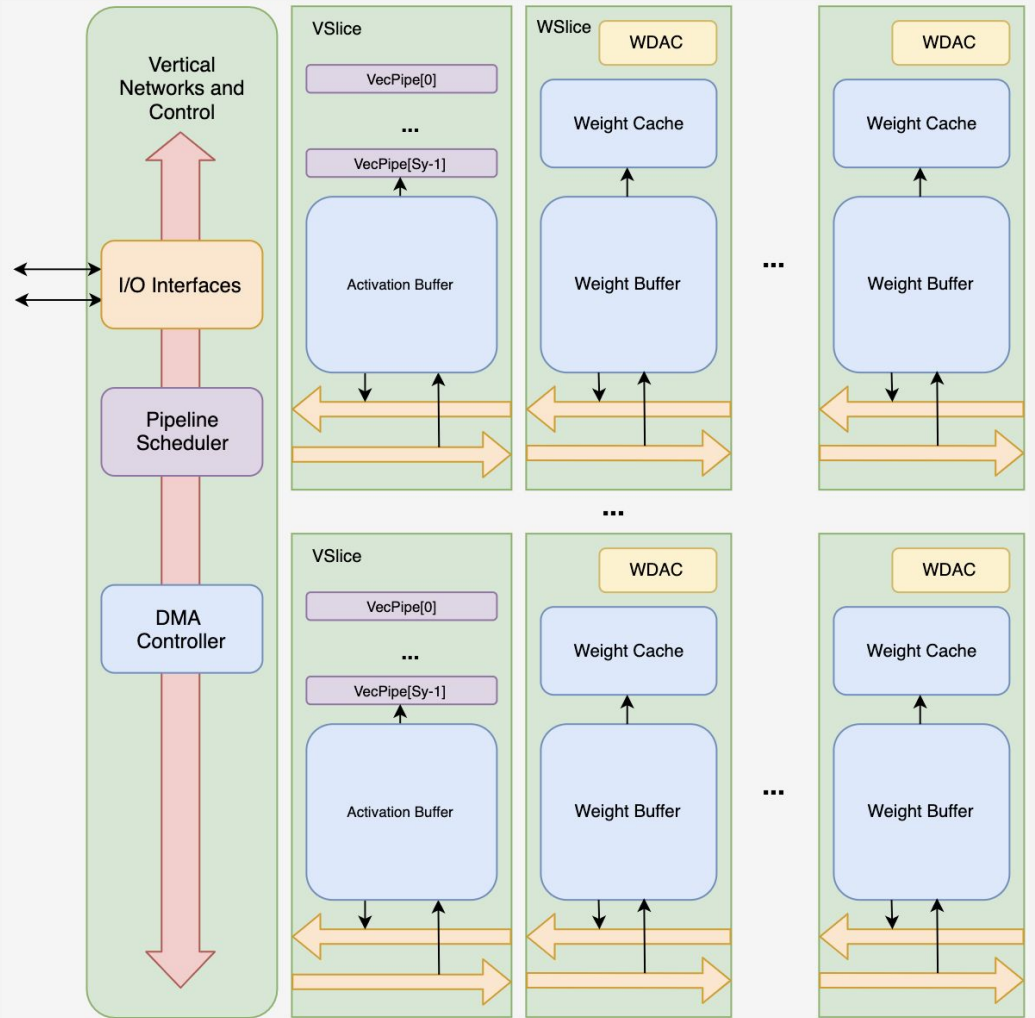 Vertical
Networks and
Control
I/O Interfaces
Pipeline
Scheduler
DMA
Controller
VSlice
VecPipe[0]
...
VecPipe[Sy-1]
Activation Buffer
WSlice
WDAC
Weight Cache
Weight Buffer
...
WDAC
Weight Cache
Weight Buffer
...
VSlice
VecPipe[0]
...
VecPipe[Sy-1]
Activation Buffer
WDAC
Weight Cache
Weight Buffer
...
WDAC
Weight Cache
Weight Buffer